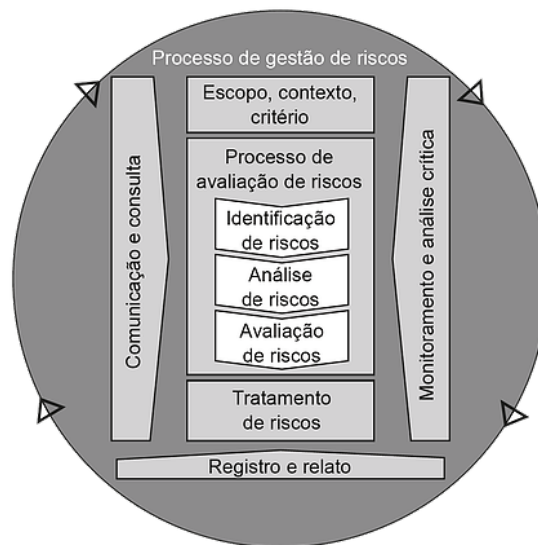 Processo de gestão de riscos
Comunicação e consulta
Escopo, contexto,
critério
Processo de
avaliação de riscos
Identificação
de riscos
Análise
de riscos
Avaliação
de riscos
Tratamento
de riscos
Monitoramento e análise crítica
Registro e relato